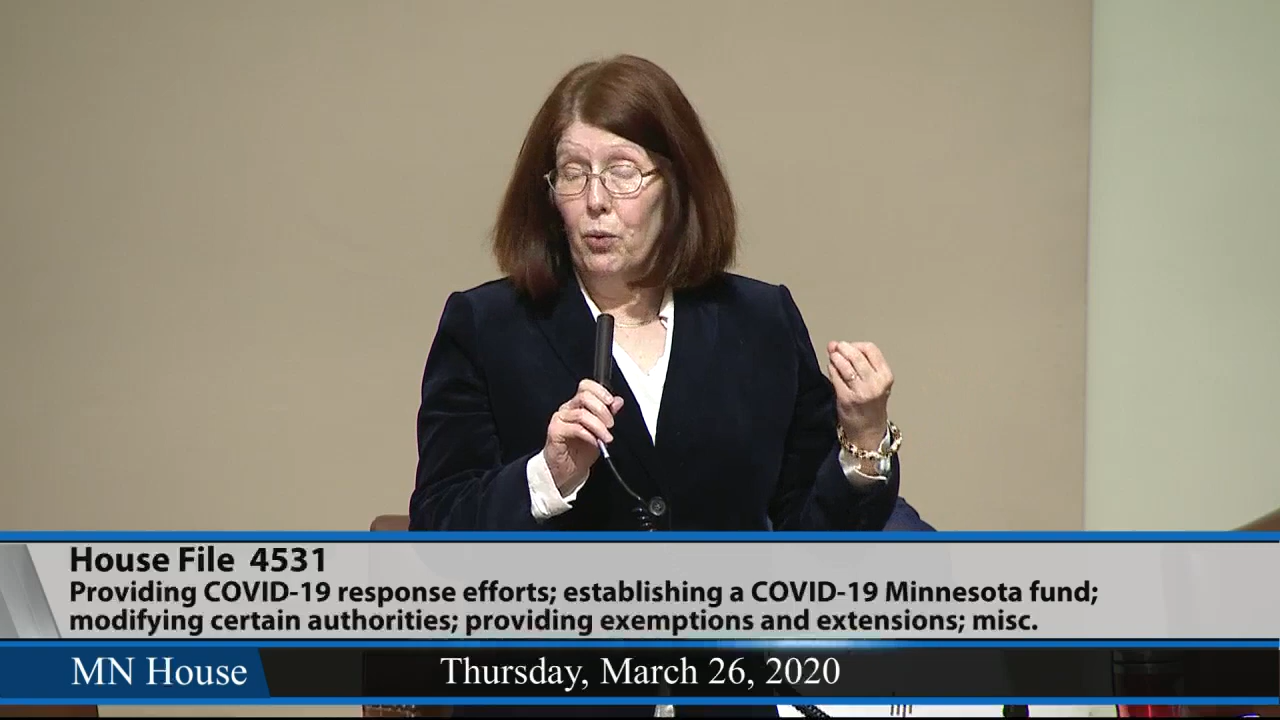 House File 4531
Providing COVID-19 response efforts; establishing a COVID-19 Minnesota fund;
modifying certain authorities; providing exemptions and extensions; misc.
MN House
Thursday, March 26, 2020